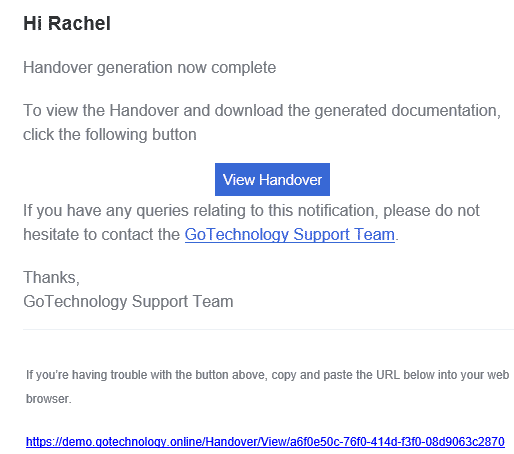 Hi Rachel
Handover generation now complete
To view the Handover and download the generated documentation,
click the following button
View Handover
If you have any queries relating to this notification, please do not
hesitate to contact the GoTechnology Support Team.
Thanks,
GoTechnology Support Team
If you're having trouble with the button above, copy and paste the URL below into your web
browser.
https://demo.gotechnology.online/Handover/View/a6f0e50c-76f0-414d-f3f0-08d9063c2870